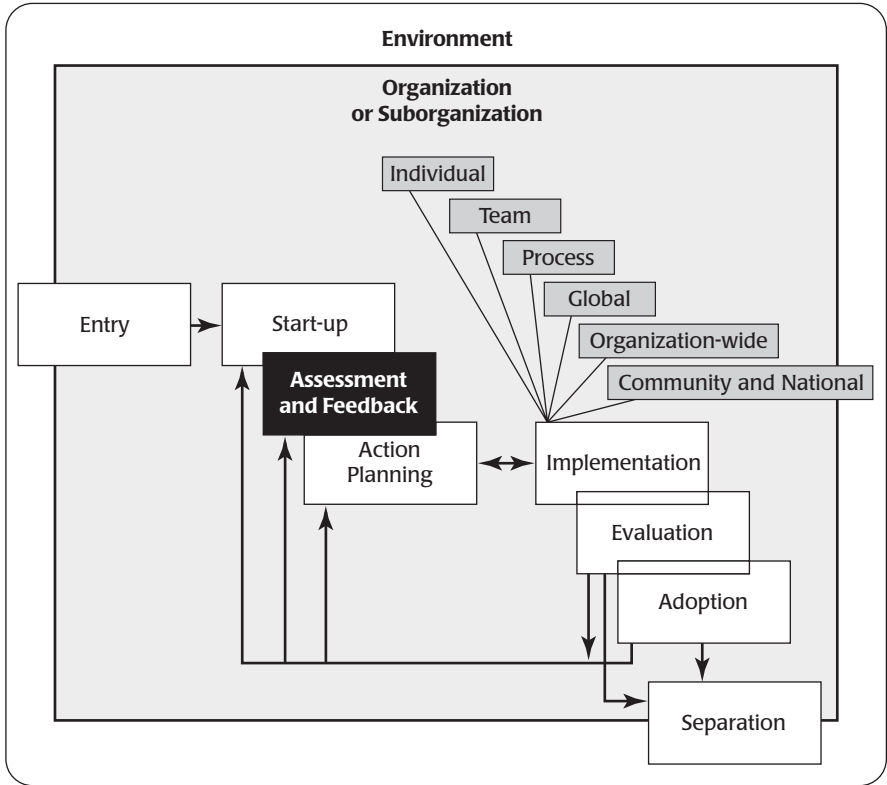 Environment
Organization
or Suborganization
Individual
Team
Process
Global
Organization-wide
Community and National
Entry
Start-up
Assessment
and Feedback
Action
Planning
Implementation
Evaluation
Adoption
Separation